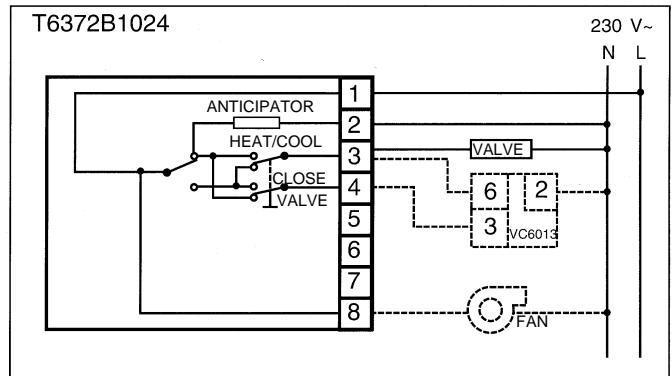 T6372B1024
230 V~
N L
1
ANTICIPATOR
2
HEAT/COOL
3
VALVE
CLOSE
4
VALVE
6 2
3 VC6013
5
6
7
8
FAN